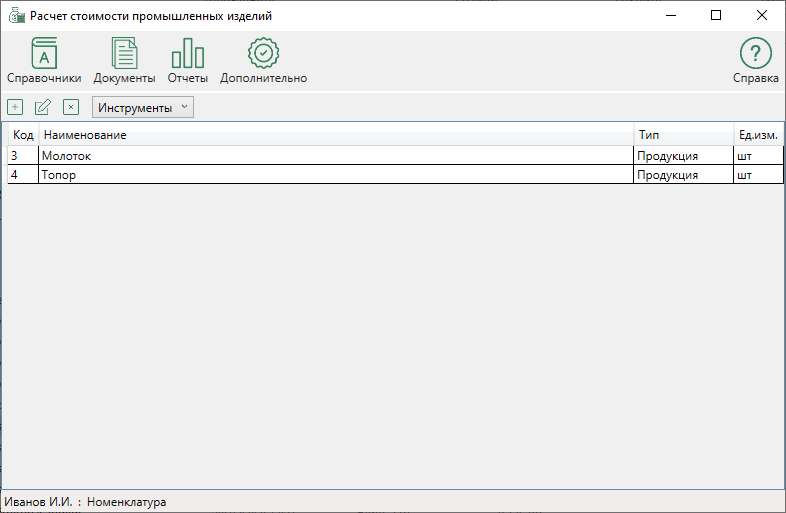 Расчет стоимости промышленных изделий
Справочники Документы Отчеты Дополнительно Справка
Инструменты
Код Наименование Тип Ед.изм.
3 Молоток Продукция шт
4 Топор Продукция шт
Иванов И.И. : Номенклатура